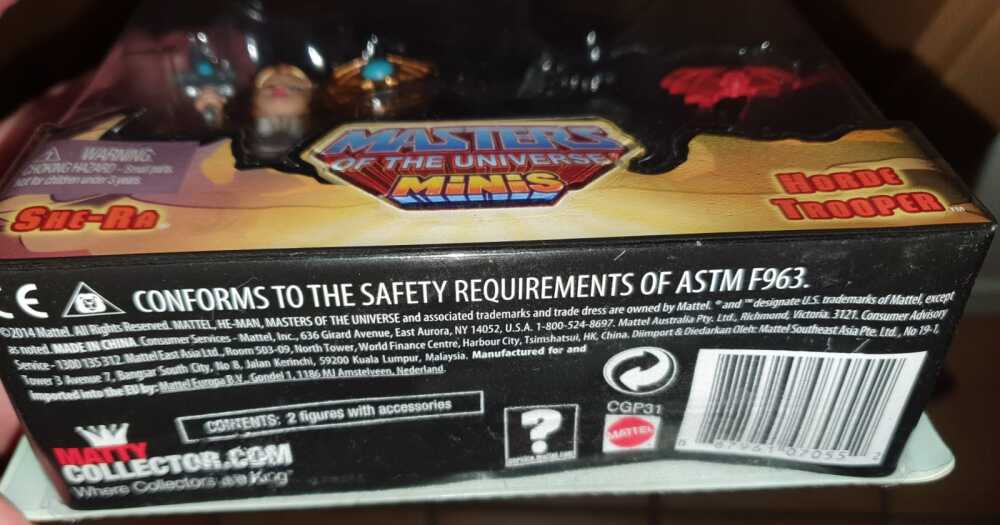 WARNING:
CHOKING HAZARD - Small parts.
Not for children under 3 years.
MASTERS
OF THE UNIVERSE
MINIS
SHE-RA
HORDE
TROOPER™
CE CONFORMS TO THE SAFETY REQUIREMENTS OF ASTM F963.
©2014 Mattel. All Rights Reserved. MATTEL, HE-MAN, MASTERS OF THE UNIVERSE and associated trademarks and trade dress are owned by Mattel. ® and ™ designate U.S. trademarks of Mattel, except
as noted. MADE IN CHINA. Consumer Services - Mattel, Inc., 636 Girard Avenue, East Aurora, NY 14052, U.S.A. 1-800-524-8697. Mattel Australia Pty. Ltd., Richmond, Victoria. 3121. Consumer Advisory
Service - 1300 135 312. Mattel East Asia Ltd., Room 503-09, North Tower, World Finance Centre, Harbour City, Tsimshatsui, HK, China. Diimport & Diedarkan Oleh: Mattel Southeast Asia Pte. Ltd., No 19-1,
Tower 3 Avenue 7, Bangsar South City, No 8, Jalan Kerinchi, 59200 Kuala Lumpur, Malaysia. Manufactured for and
imported into the EU by: Mattel Europa B.V., Gondel 1, 1186 MJ Amstelveen, Nederland.
CONTENTS: 2 figures with accessories
MATTY
COLLECTOR.COM
Where Collectors are King
?
CGP31
MATTEL